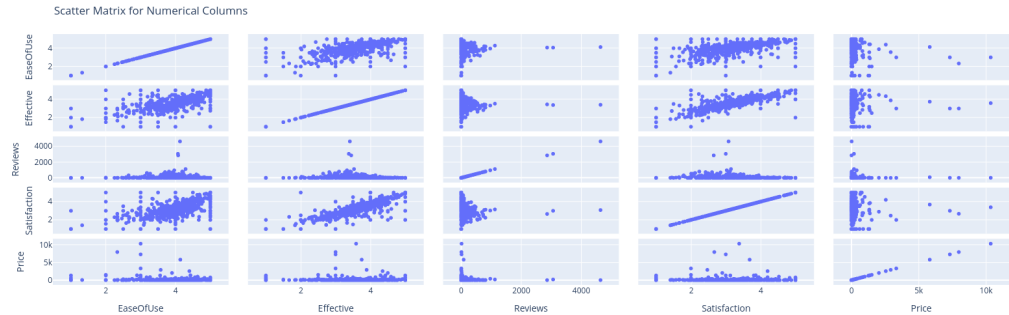 Scatter Matrix for Numerical Columns
EaseOfUse
4
2
Effective
4
2
Reviews
4000
2000
0
Satisfaction
4
2
Price
10k
5k
0
2 4 2 4 0 2000 4000 2 4 0 5k 10k
EaseOfUse Effective Reviews Satisfaction Price